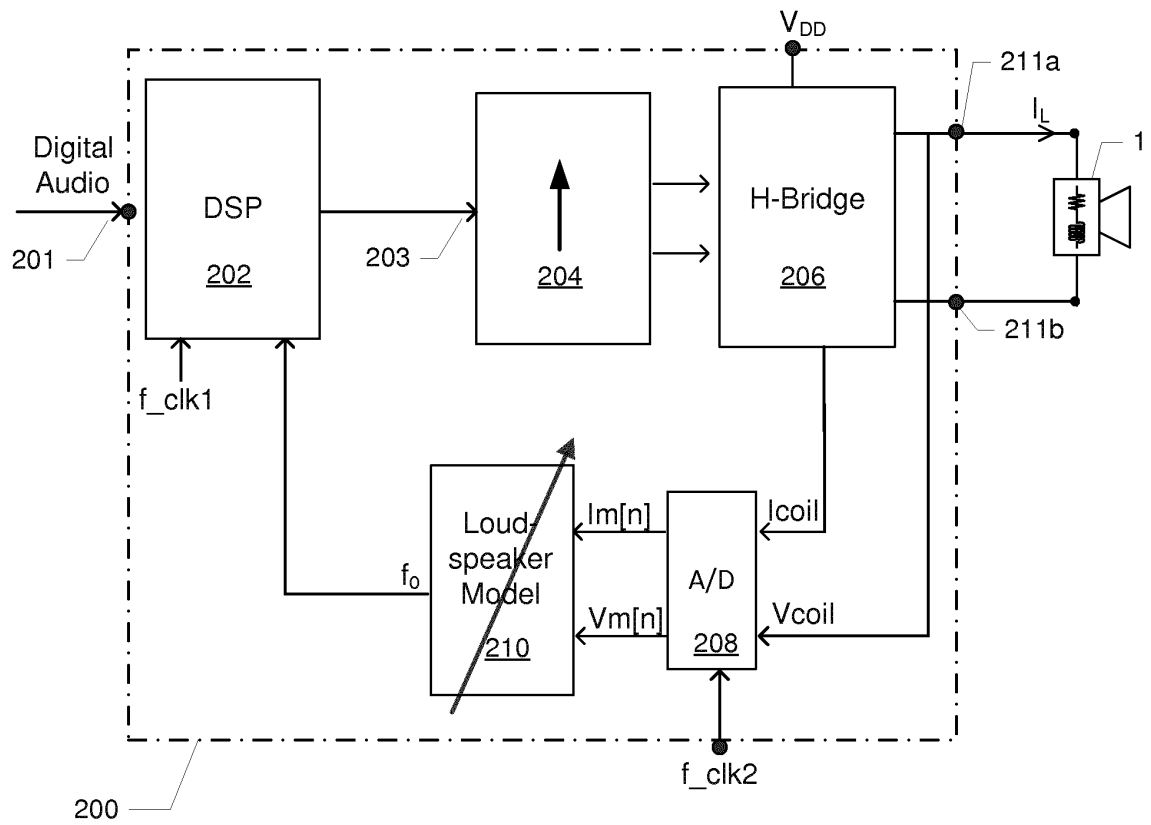 V_DD
211a
I_L
1
Digital
Audio
DSP
H-Bridge
201
202
203
204
206
211b
f_clk1
Loud-
speaker
Model
210
Im[n]
Vm[n]
Icoil
A/D
Vcoil
208
f₀
f_clk2
200